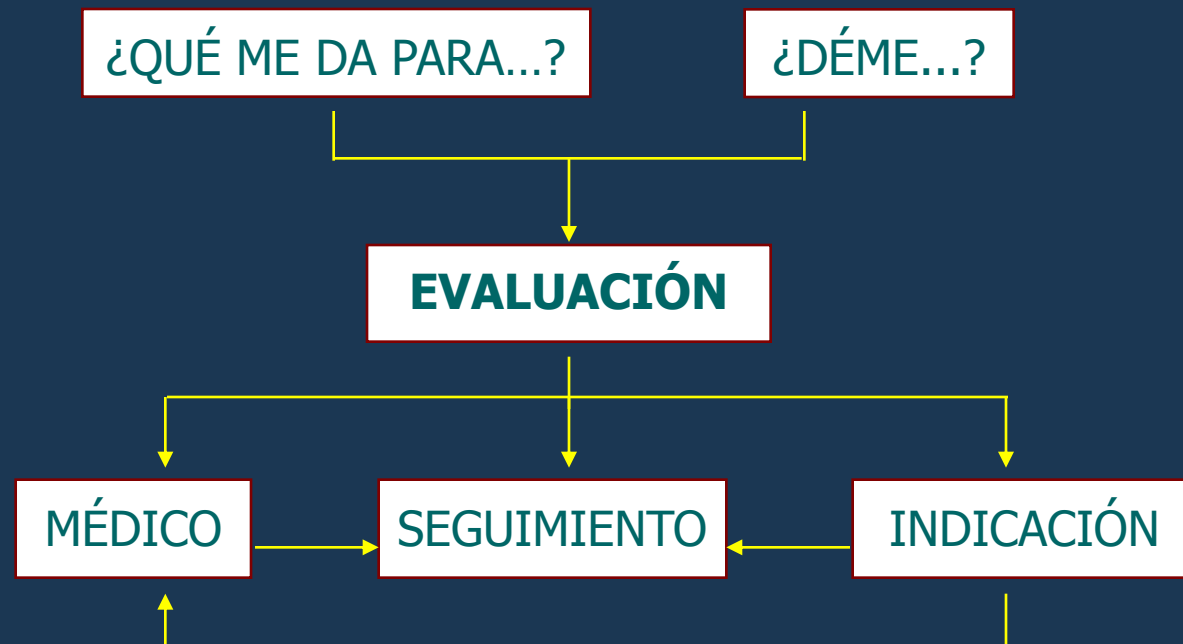 ¿QUÉ ME DA PARA...?
¿DÉME...?
EVALUACIÓN
MÉDICO
SEGUIMIENTO
INDICACIÓN